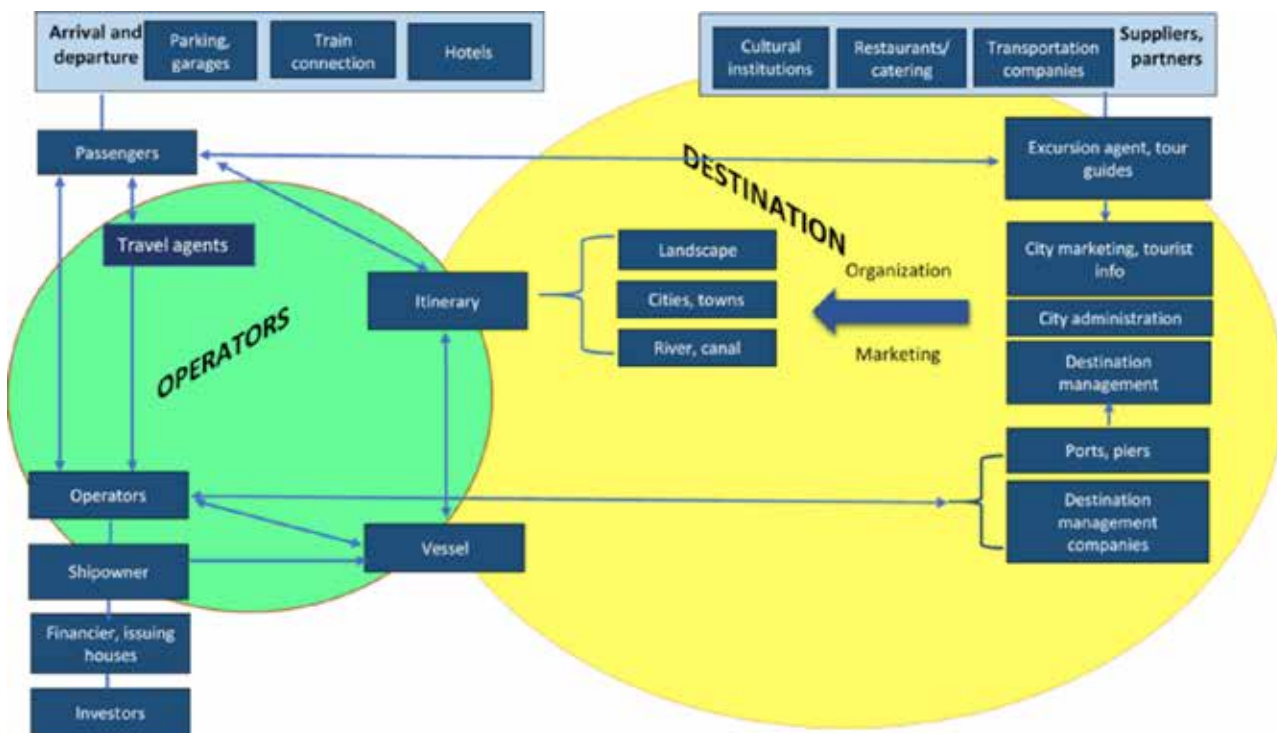 Arrival and
departure
Parking,
garages
Train
connection
Hotels
Cultural
institutions
Restaurants/
catering
Transportation
companies
Suppliers,
partners
Passengers
Excursion agent, tour
guides
DESTINATION
Travel agents
Landscape
Organization
City marketing, tourist
info
Itinerary
Cities, towns
City administration
OPERATORS
River, canal
Marketing
Destination
management
Ports, piers
Operators
Destination
management
companies
Vessel
Shipowner
Financier, issuing
houses
Investors